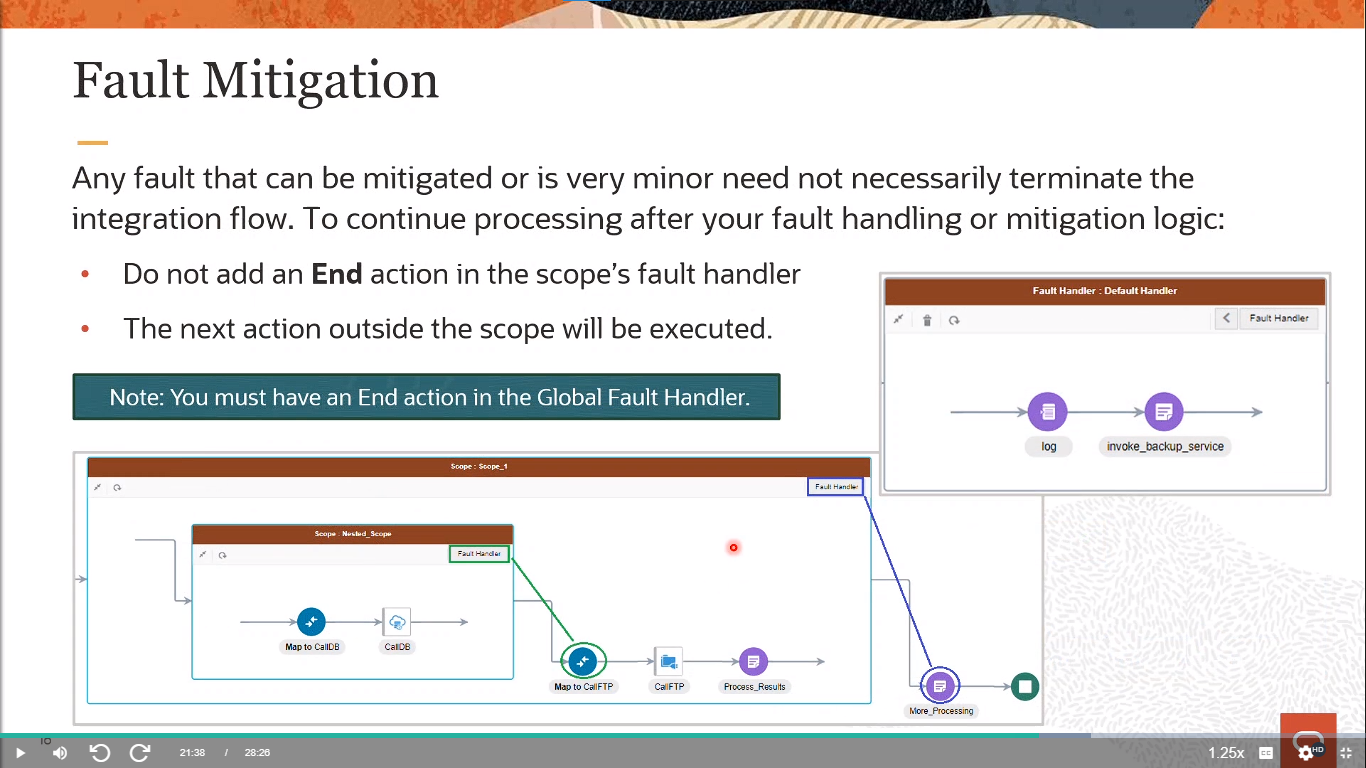 Fault Mitigation
Any fault that can be mitigated or is very minor need not necessarily terminate the
integration flow. To continue processing after your fault handling or mitigation logic:
• Do not add an End action in the scope's fault handler
• The next action outside the scope will be executed.
Note: You must have an End action in the Global Fault Handler.
Fault Handler : Default Handler
Fault Handler
log
invoke_backup_service
Scope : Scope_1
Fault Handler
Scope : Nested_Scope
Fault Handler
Map to CallDB
CallDB
Map to CallFTP
CallFTP
Process_Results
More_Processing
21:38 / 28:26
1.25x
CC
HD